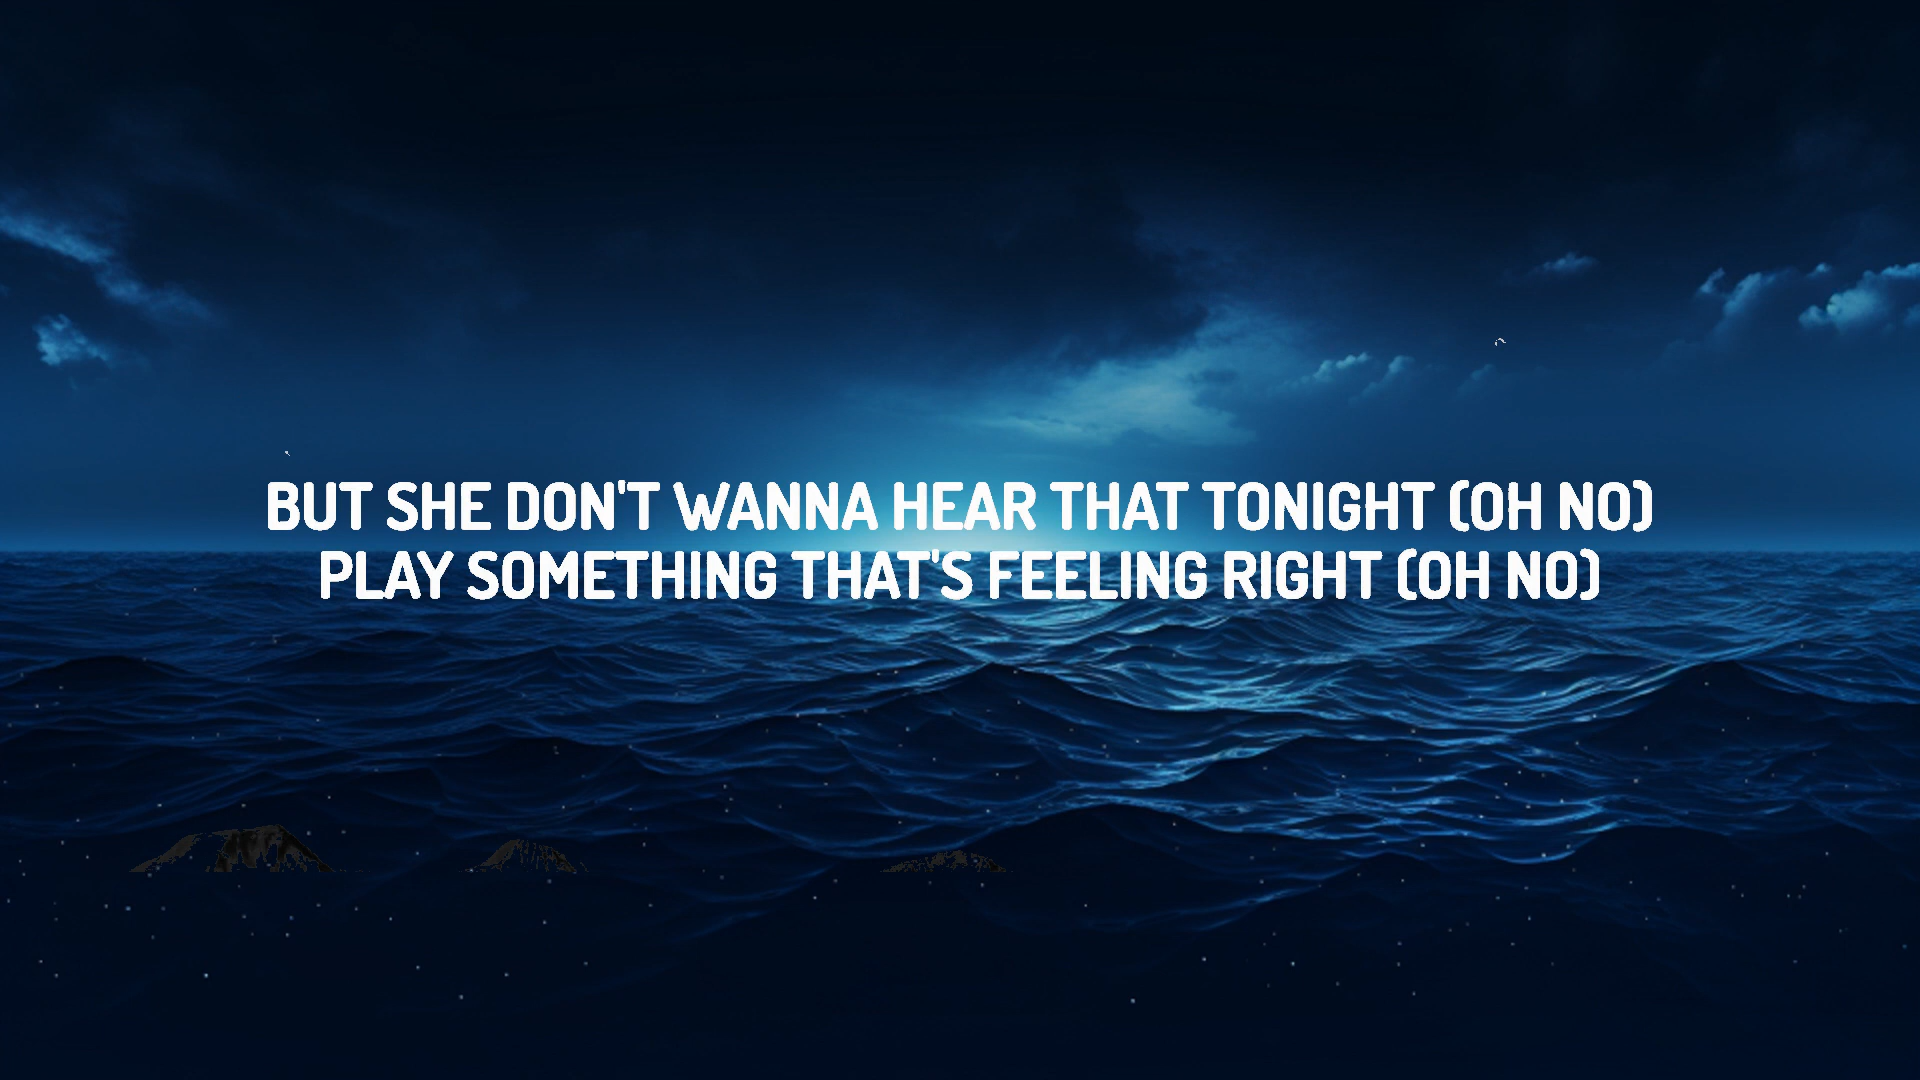 BUT SHE DON'T WANNA HEAR THAT TONIGHT (OH NO)
PLAY SOMETHING THAT'S FEELING RIGHT (OH NO)